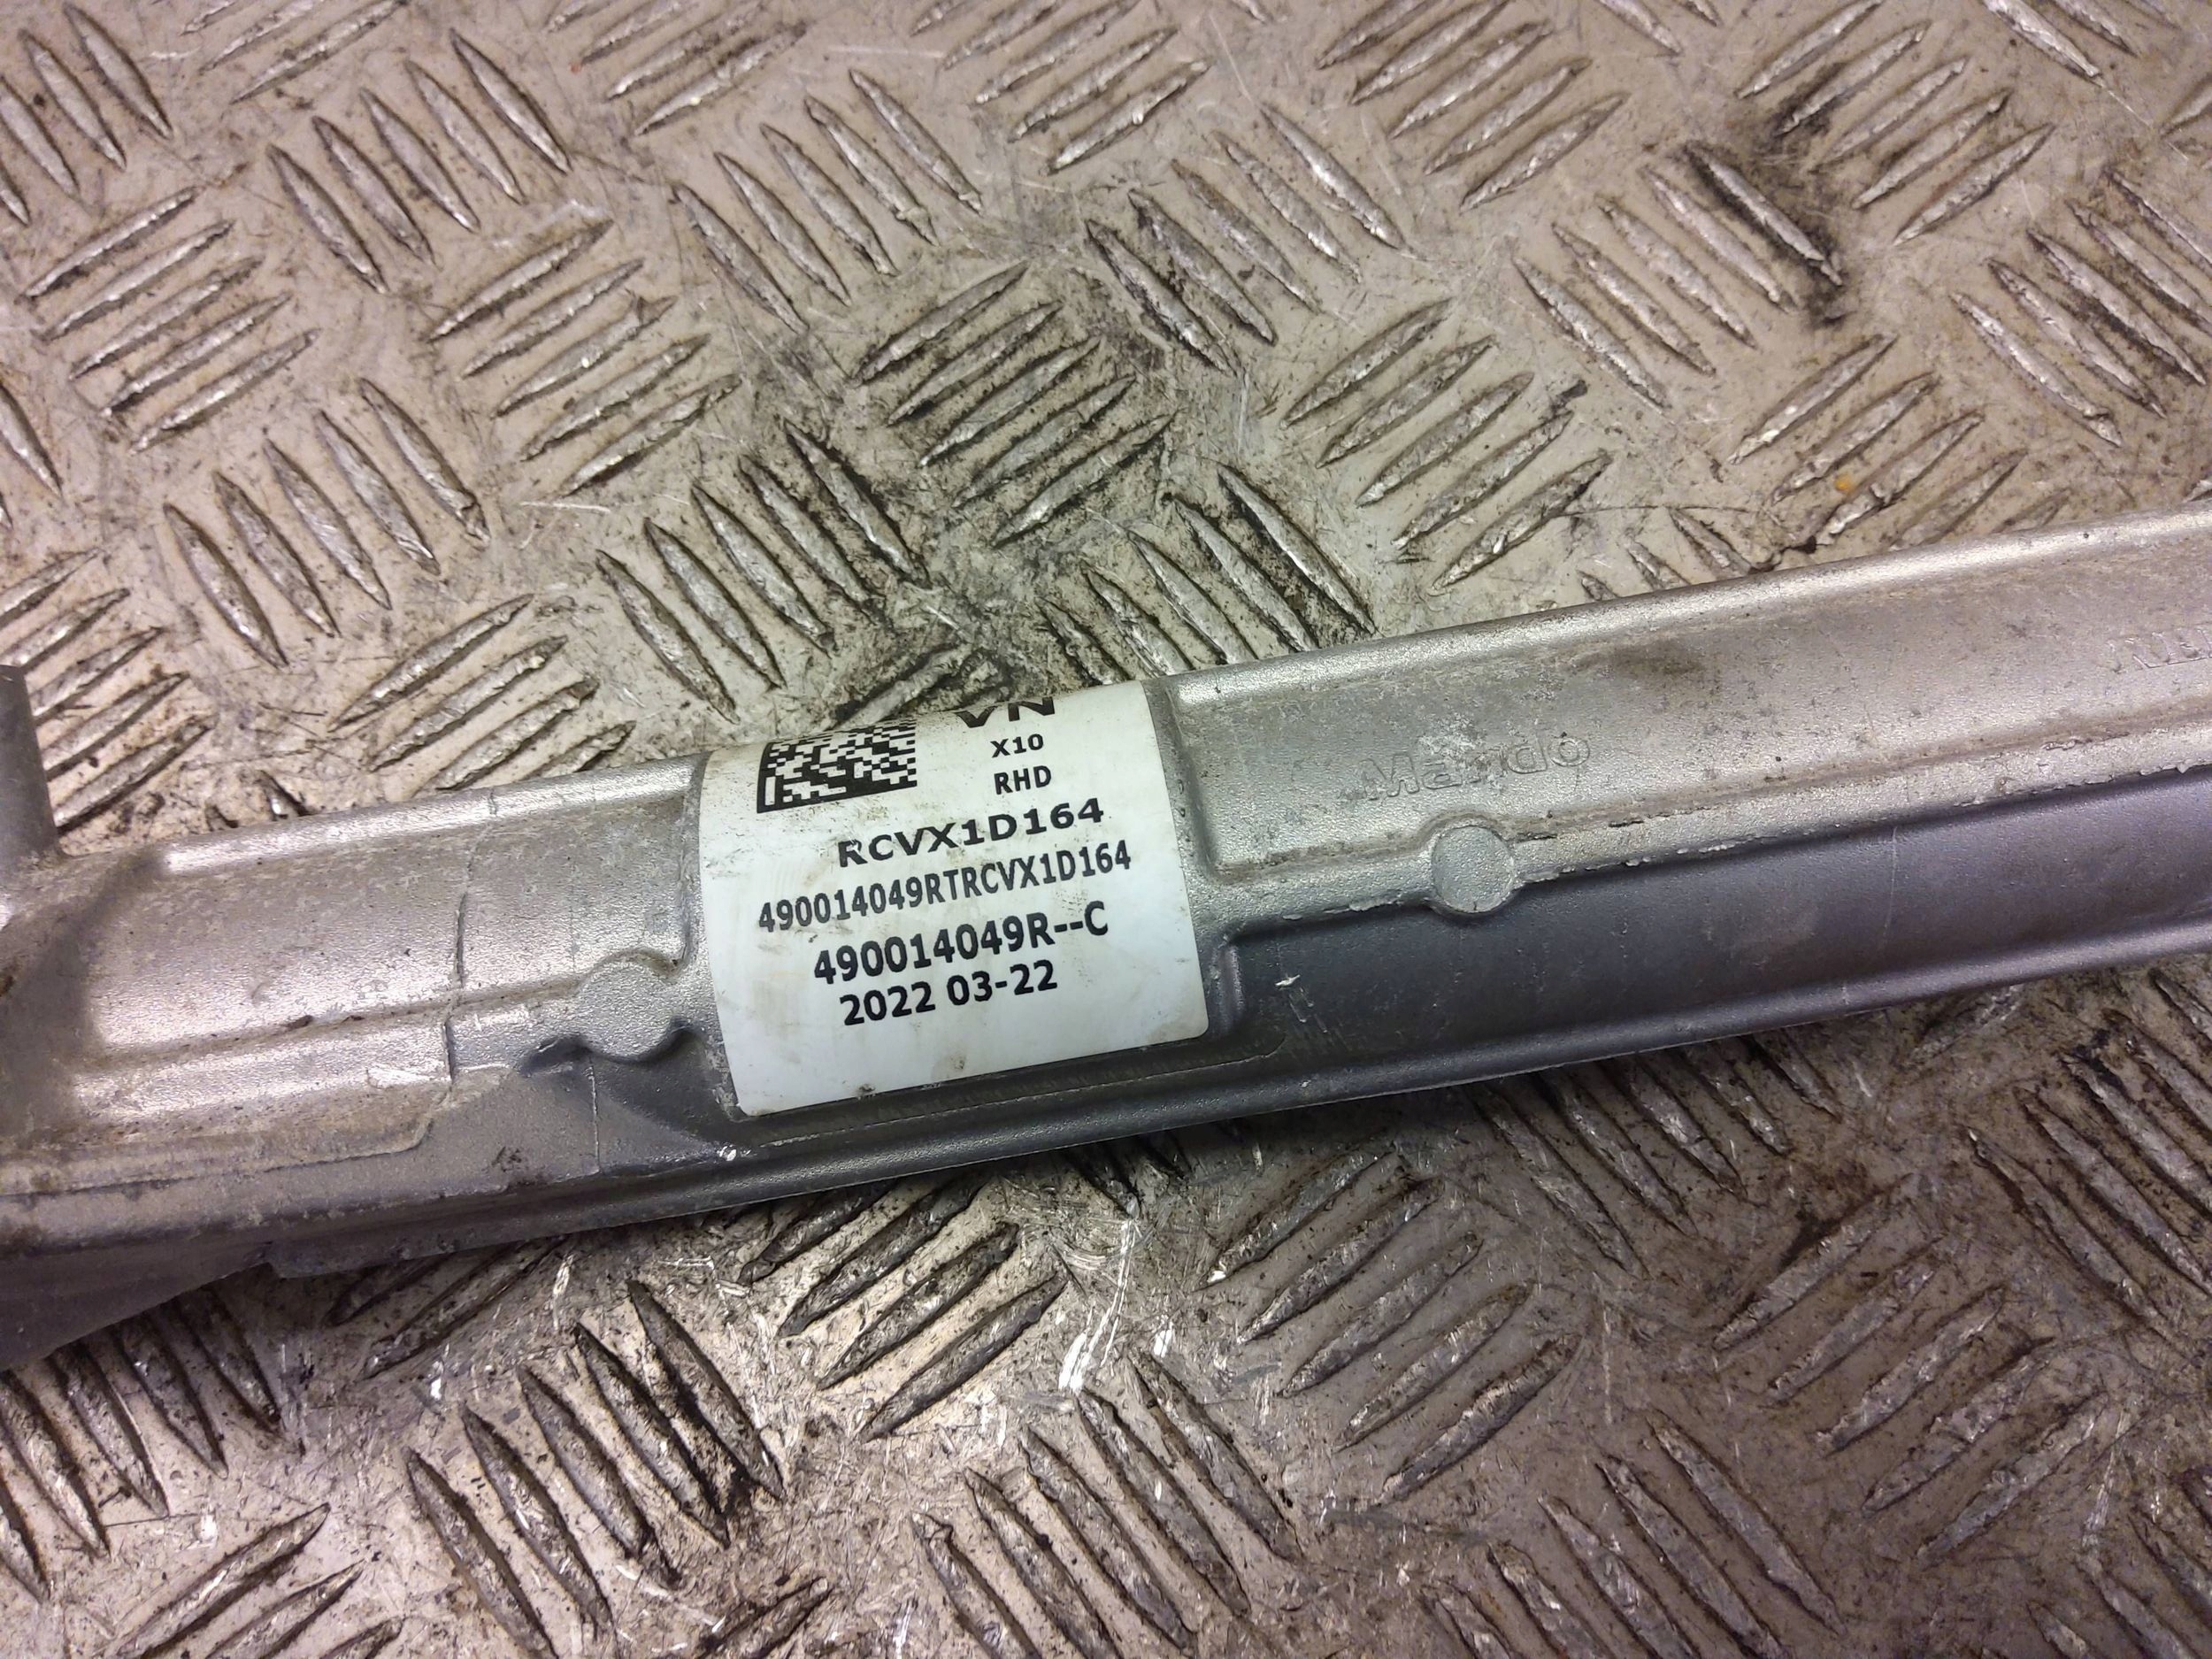 VN
X10
RHD
RCVX1D164
490014049RTRCVX1D164
490014049R--C
2022 03-22
Mando